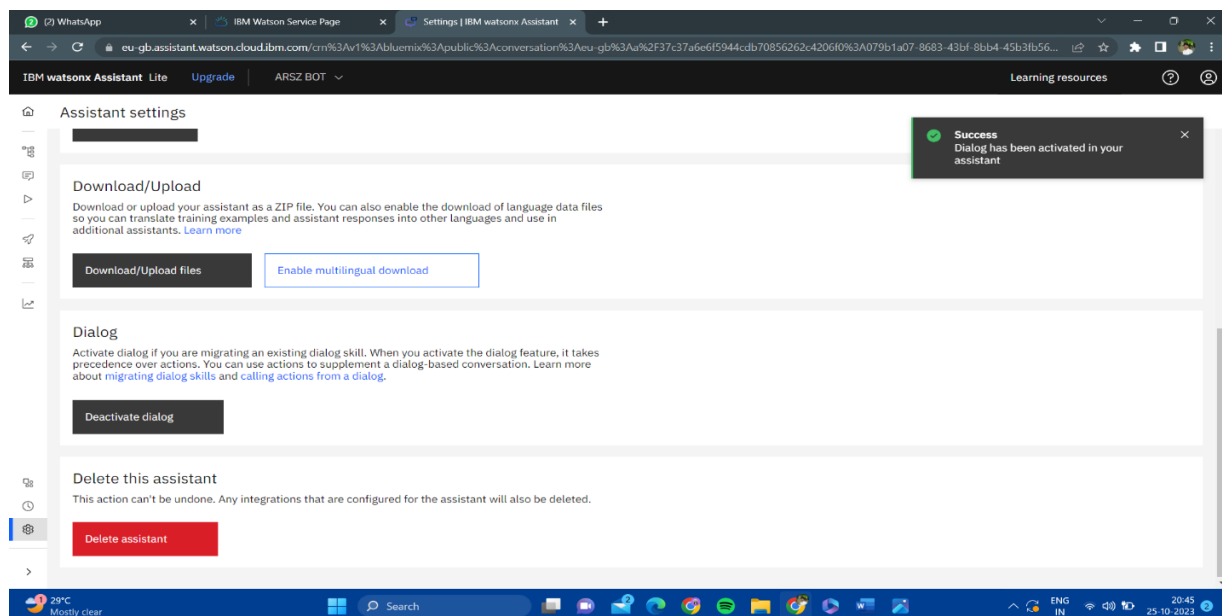 (2) WhatsApp
IBM Watson Service Page
Settings | IBM watsonx Assistant
eu-gb.assistant.watson.cloud.ibm.com/crn%3Av1%3Abluemix%3Apublic%3Aconversation%3Aeu-gb%3Aa%2F37c37a6e6f5944cdb70856262c4206f0%3A079b1a07-8683-43bf-8bb4-45b3fb56...
IBM watsonx Assistant Lite Upgrade ARSZ BOT Learning resources
Assistant settings
Success
Dialog has been activated in your
assistant
Download/Upload
Download or upload your assistant as a ZIP file. You can also enable the download of language data files
so you can translate training examples and assistant responses into other languages and use in
additional assistants. Learn more
Download/Upload files Enable multilingual download
Dialog
Activate dialog if you are migrating an existing dialog skill. When you activate the dialog feature, it takes
precedence over actions. You can use actions to supplement a dialog-based conversation. Learn more
about migrating dialog skills and calling actions from a dialog.
Deactivate dialog
Delete this assistant
This action can't be undone. Any integrations that are configured for the assistant will also be deleted.
Delete assistant
29°C
Mostly clear
Search
ENG
IN
20:45
25-10-2023